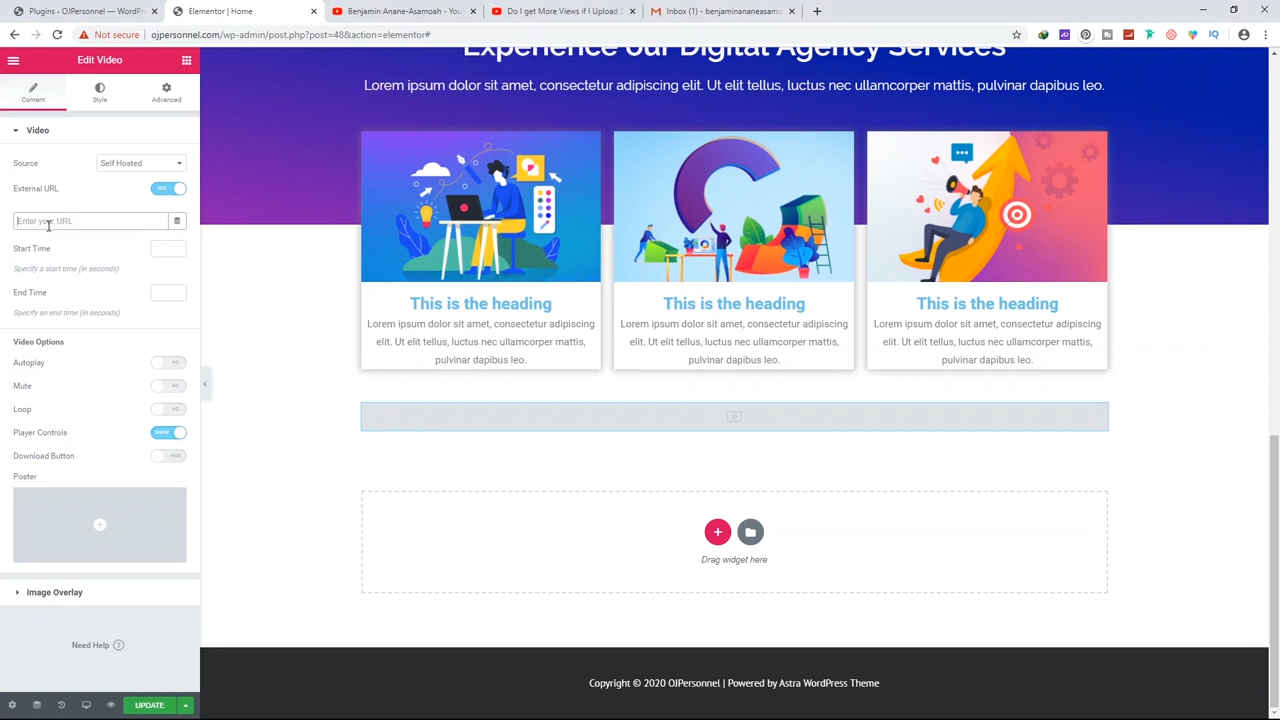 Plugins ‹ OJPersonnel — WordPr
Elementor | Home
Benjamin Anane-Asamoah - YouT
Do I get More Views if I Upload D
Inbox (1) - benjaminananeasomo
Not secure
ojpersonnel.com/wp-admin/post.php?post=48&action=elementor#
Edit Video
Content
Style
Advanced
Video
Source
Self Hosted
External URL
YES
Enter your URL
Start Time
Specify a start time (in seconds)
End Time
Specify an end time (in seconds)
Video Options
Autoplay
NO
Mute
NO
Loop
NO
Player Controls
SHOW
Download Button
HIDE
Poster
Image Overlay
Need Help
UPDATE
Experience our Digital Agency Services
Lorem ipsum dolor sit amet, consectetur adipiscing elit. Ut elit tellus, luctus nec ullamcorper mattis, pulvinar dapibus leo.
This is the heading
Lorem ipsum dolor sit amet, consectetur adipiscing
elit. Ut elit tellus, luctus nec ullamcorper mattis,
pulvinar dapibus leo.
This is the heading
Lorem ipsum dolor sit amet, consectetur adipiscing
elit. Ut elit tellus, luctus nec ullamcorper mattis,
pulvinar dapibus leo.
This is the heading
Lorem ipsum dolor sit amet, consectetur adipiscing
elit. Ut elit tellus, luctus nec ullamcorper mattis,
pulvinar dapibus leo.
Drag widget here
Copyright © 2020 OJPersonnel | Powered by Astra WordPress Theme